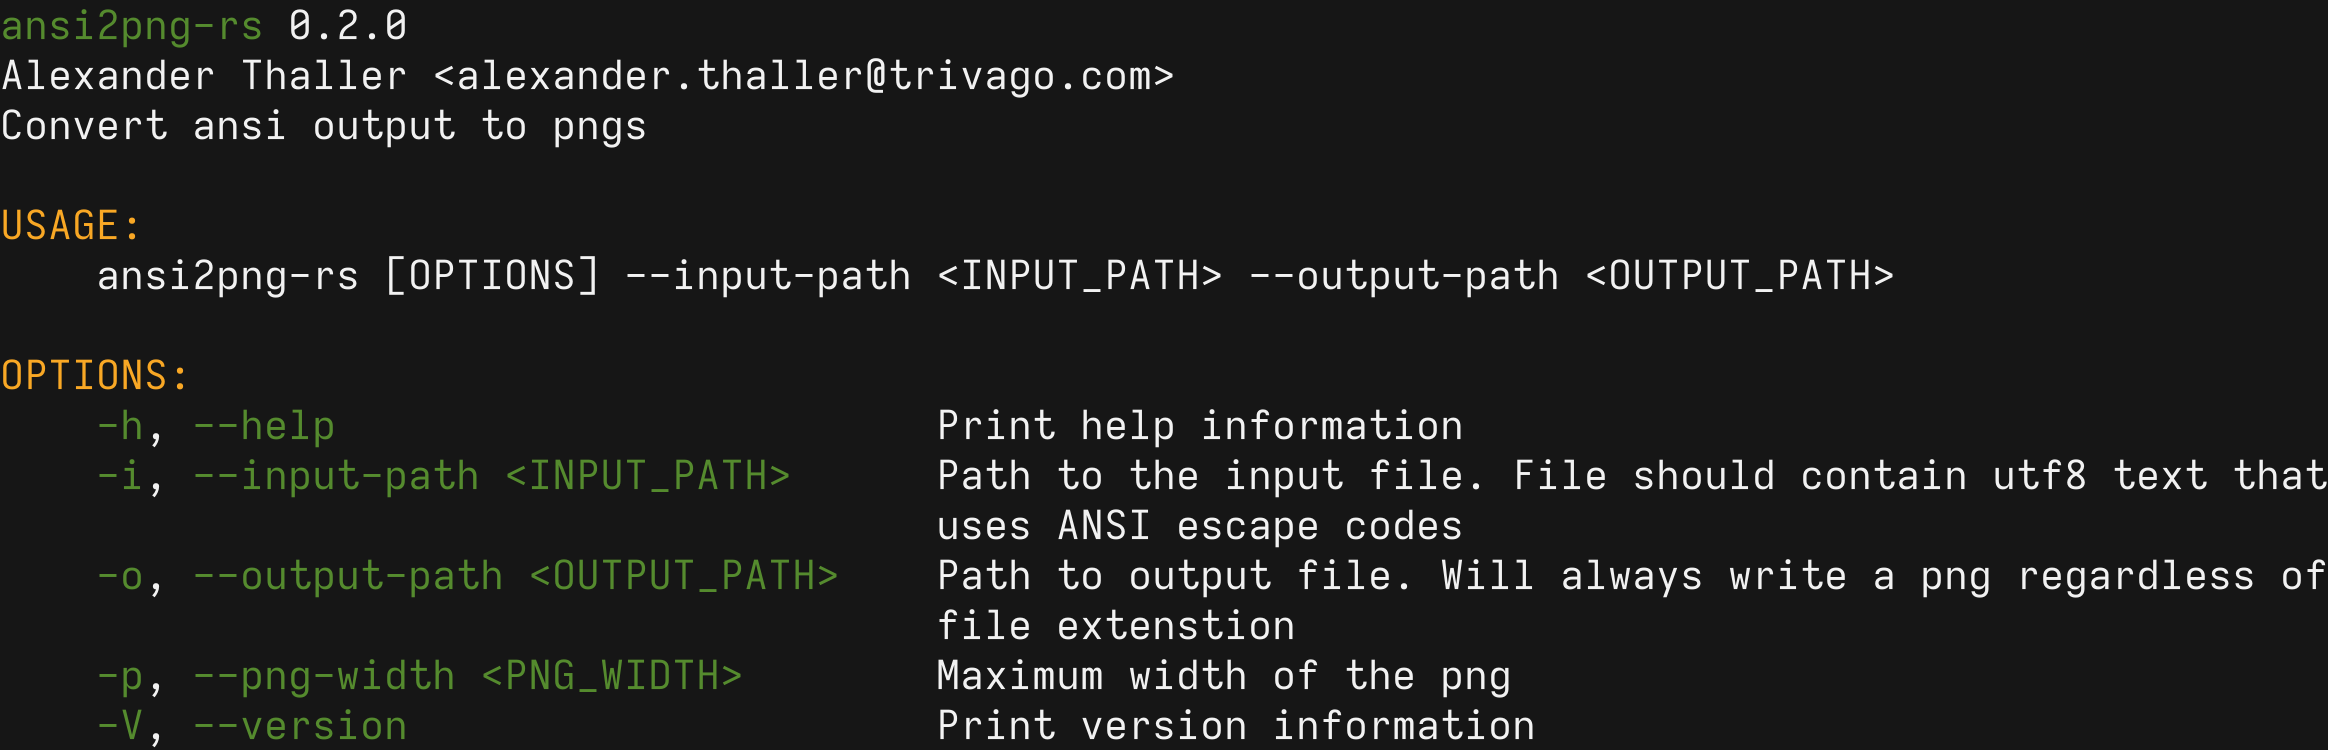 ansi2png-rs 0.2.0
Alexander Thaller <alexander.thaller@trivago.com>
Convert ansi output to pngs

USAGE:
    ansi2png-rs [OPTIONS] --input-path <INPUT_PATH> --output-path <OUTPUT_PATH>

OPTIONS:
    -h, --help                         Print help information
    -i, --input-path <INPUT_PATH>      Path to the input file. File should contain utf8 text that
                                       uses ANSI escape codes
    -o, --output-path <OUTPUT_PATH>    Path to output file. Will always write a png regardless of
                                       file extenstion
    -p, --png-width <PNG_WIDTH>        Maximum width of the png
    -V, --version                      Print version information